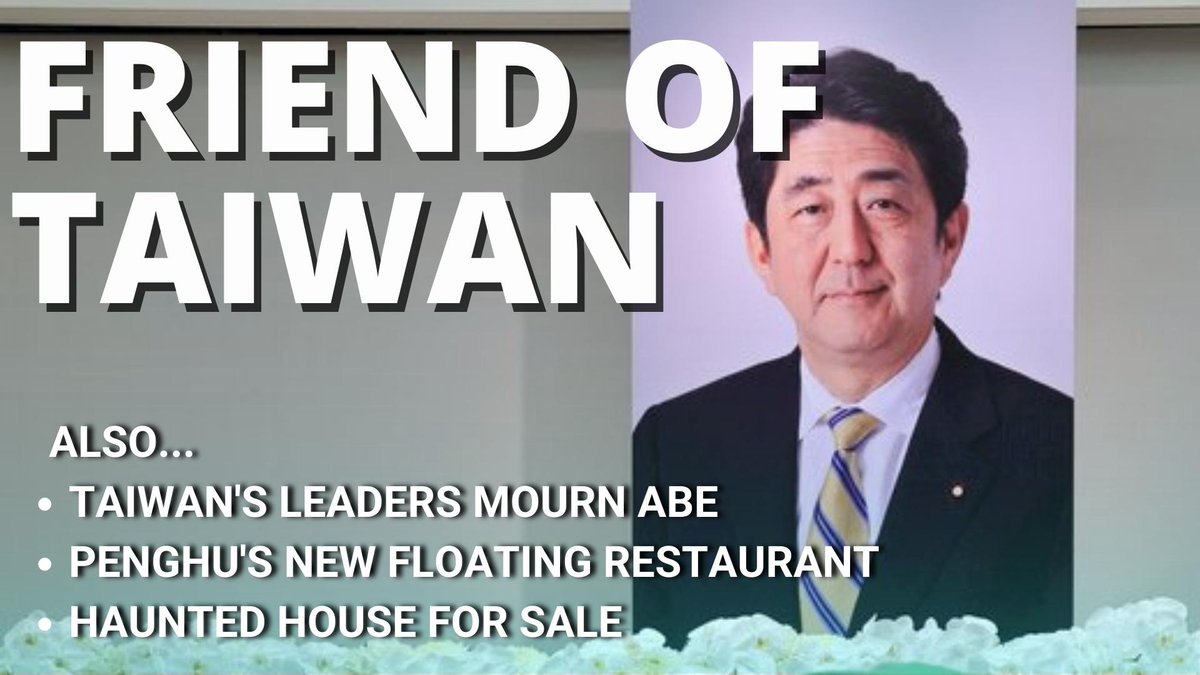 FRIEND OF
TAIWAN
ALSO...
• TAIWAN'S LEADERS MOURN ABE
• PENGHU'S NEW FLOATING RESTAURANT
• HAUNTED HOUSE FOR SALE